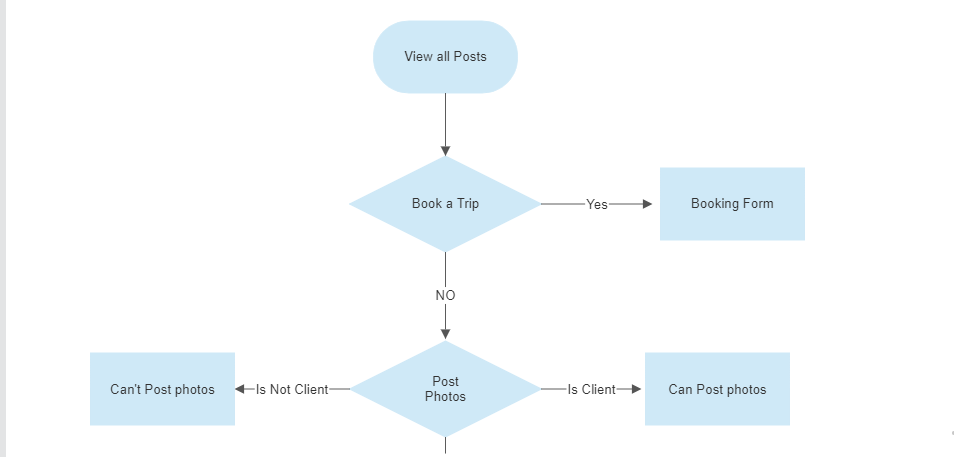 View all Posts
Book a Trip
Yes
Booking Form
NO
Can't Post photos
Is Not Client
Post
Photos
Is Client
Can Post photos